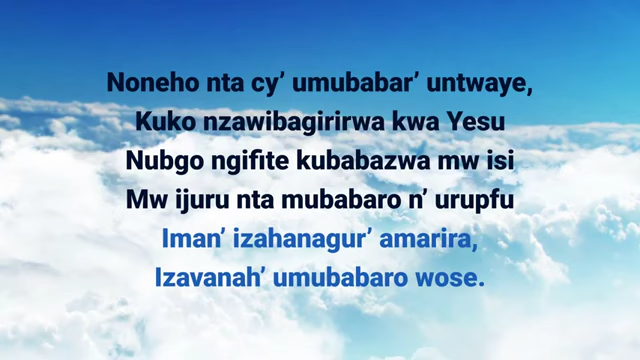 Noneho nta cy’ umubabar’ untwaye,
Kuko nzawibagirirwa kwa Yesu
Nubgo ngifite kubabazwa mw isi
Mw ijuru nta mubabaro n’ urupfu
Iman’ izahanagur’ amarira,
Izavanah’ umubabaro wose.